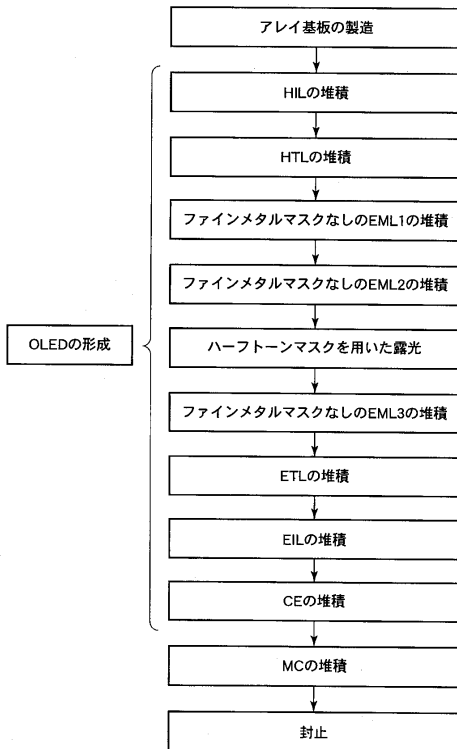 アレイ基板の製造
HILの堆積
HTLの堆積
ファインメタルマスクなしのEML1の堆積
ファインメタルマスクなしのEML2の堆積
OLEDの形成
ハーフトーンマスクを用いた露光
ファインメタルマスクなしのEML3の堆積
ETLの堆積
EILの堆積
CEの堆積
MCの堆積
封止